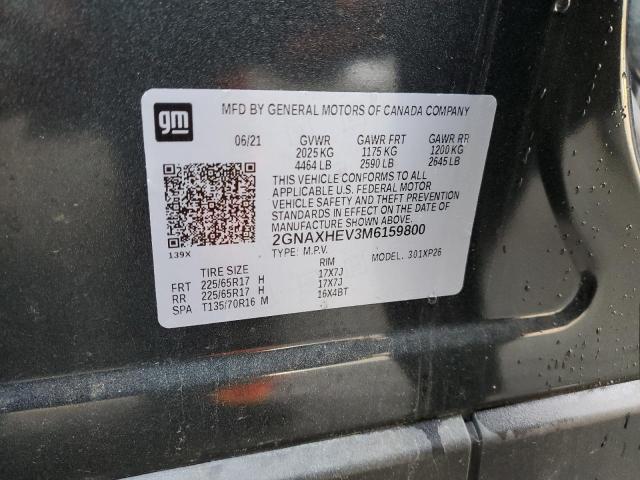 gm
MFD BY GENERAL MOTORS OF CANADA COMPANY
06/21 GVWR GAWR FRT GAWR RR
2025 KG 1175 KG 1200 KG
4464 LB 2590 LB 2645 LB
THIS VEHICLE CONFORMS TO ALL
APPLICABLE U.S. FEDERAL MOTOR
VEHICLE SAFETY AND THEFT PREVENTION
STANDARDS IN EFFECT ON THE DATE OF
MANUFACTURE SHOWN ABOVE.
2GNAXHEV3M6159800
139X TYPE: M.P.V. MODEL: 301XP26
TIRE SIZE RIM
FRT 225/65R17 H 17X7J
RR 225/65R17 H 17X7J
SPA T135/70R16 M 16X4BT